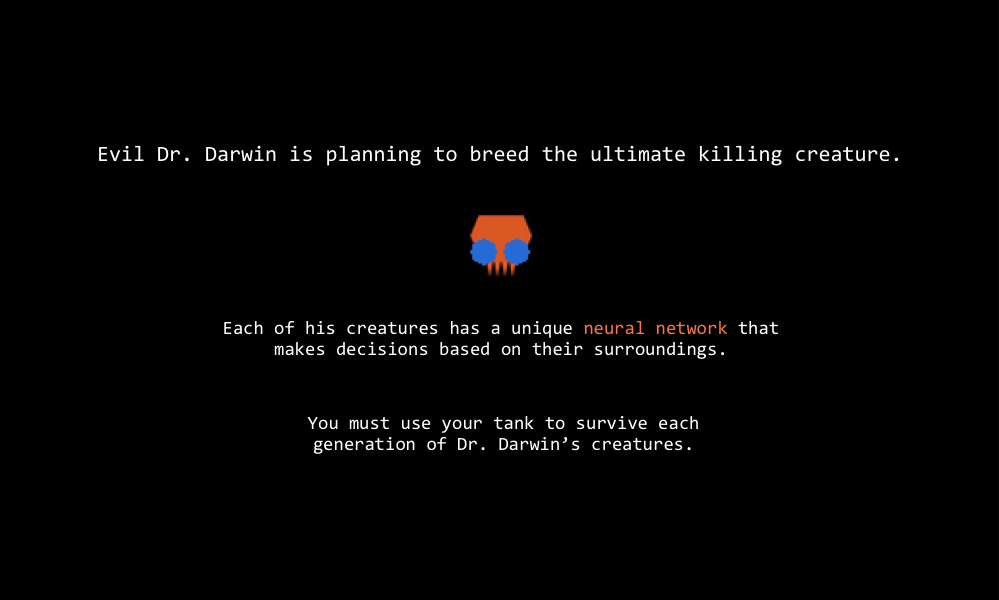 Evil Dr. Darwin is planning to breed the ultimate killing creature.
Each of his creatures has a unique neural network that
makes decisions based on their surroundings.
You must use your tank to survive each
generation of Dr. Darwin’s creatures.